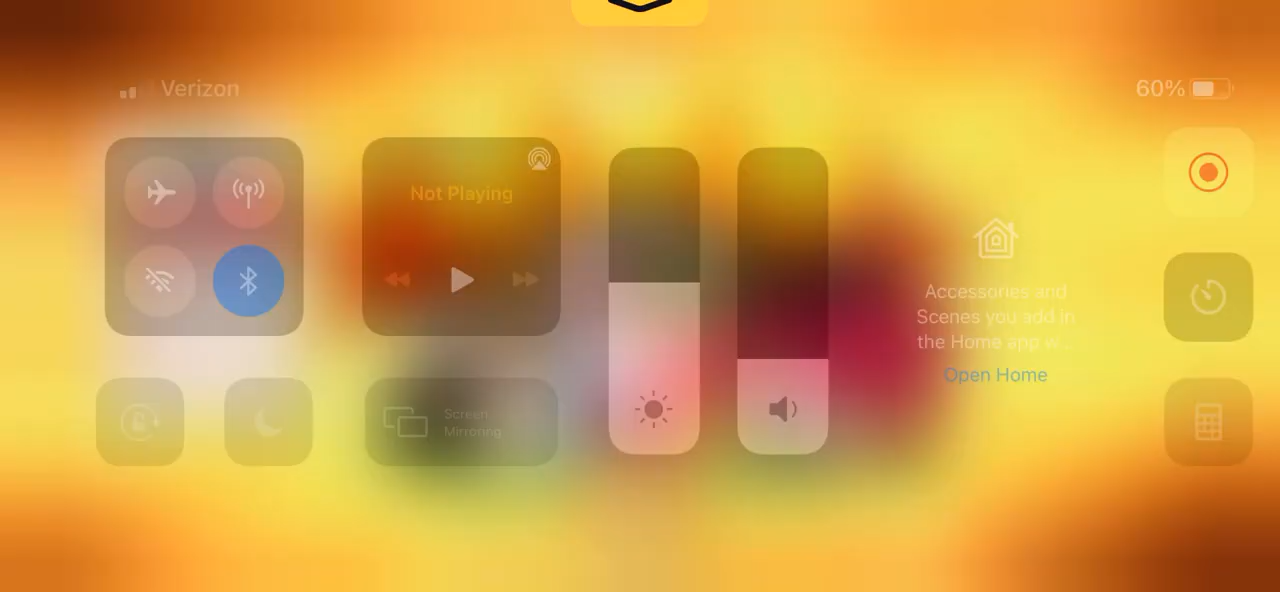 Verizon
60%
Not Playing
Accessories and
Scenes you add in
the Home app w...
Open Home
Screen
Mirroring